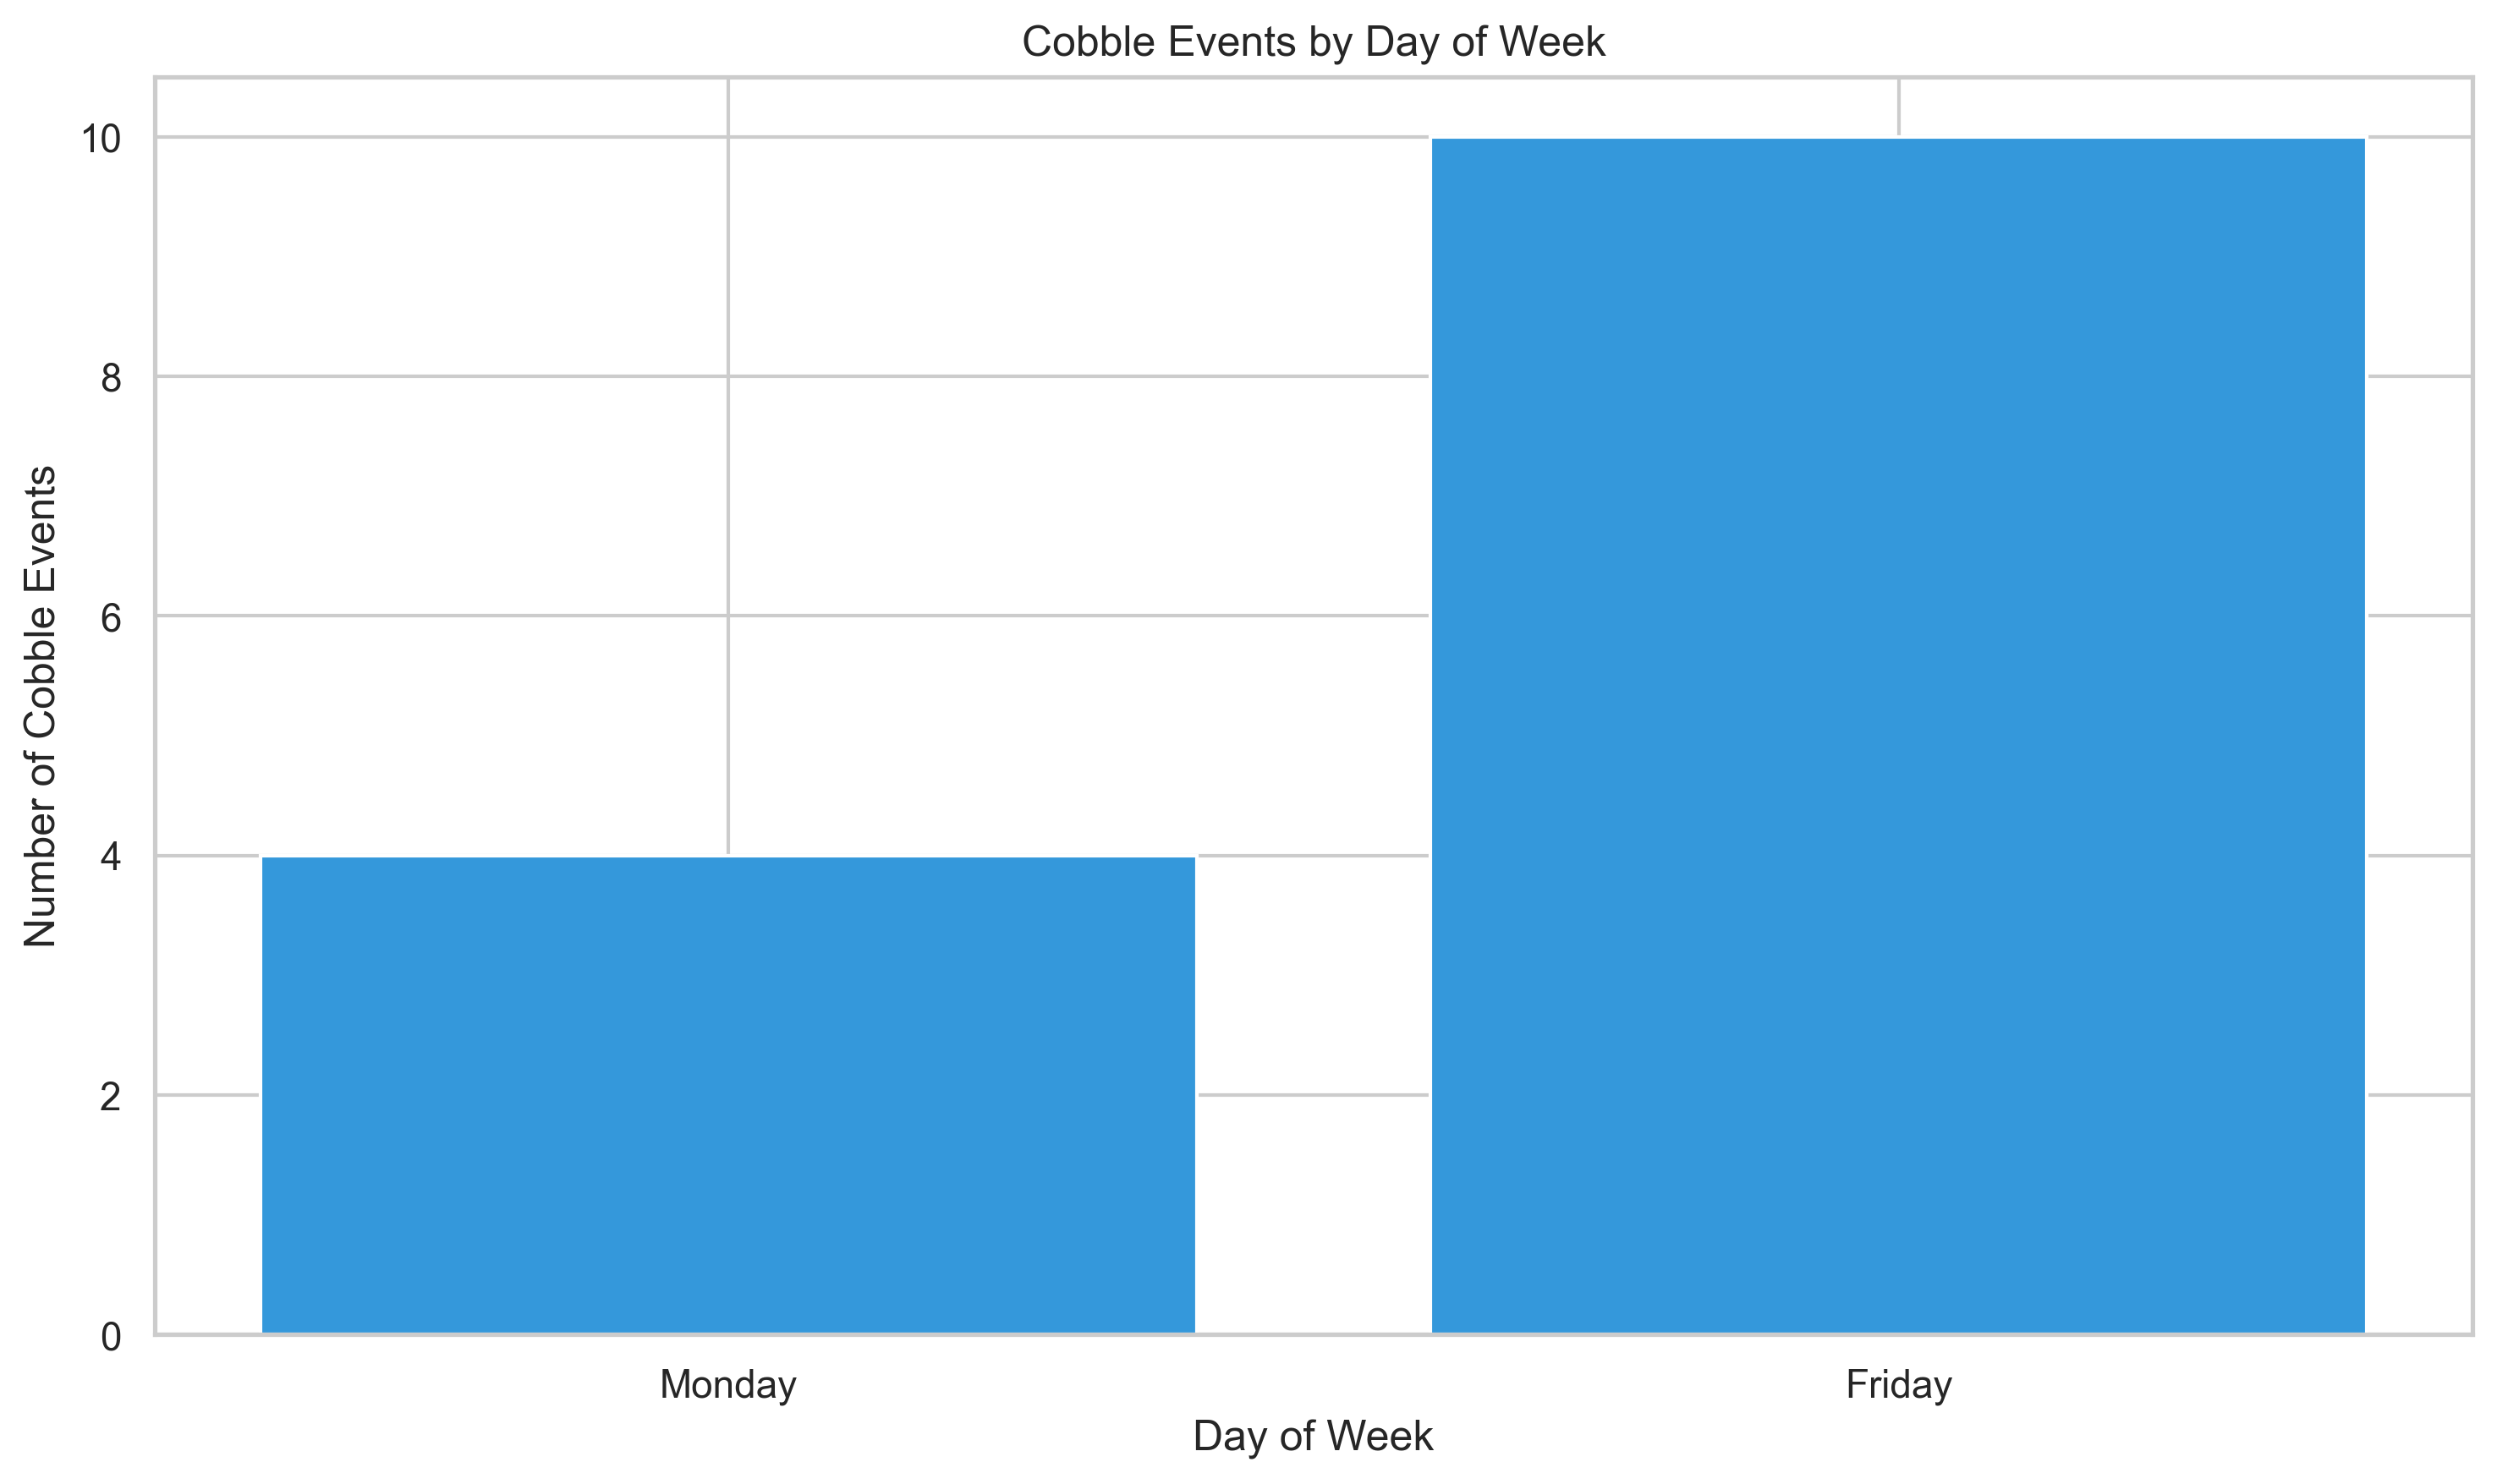 Cobble Events by Day of Week
Number of Cobble Events
10
8
6
4
2
0
Monday
Friday
Day of Week